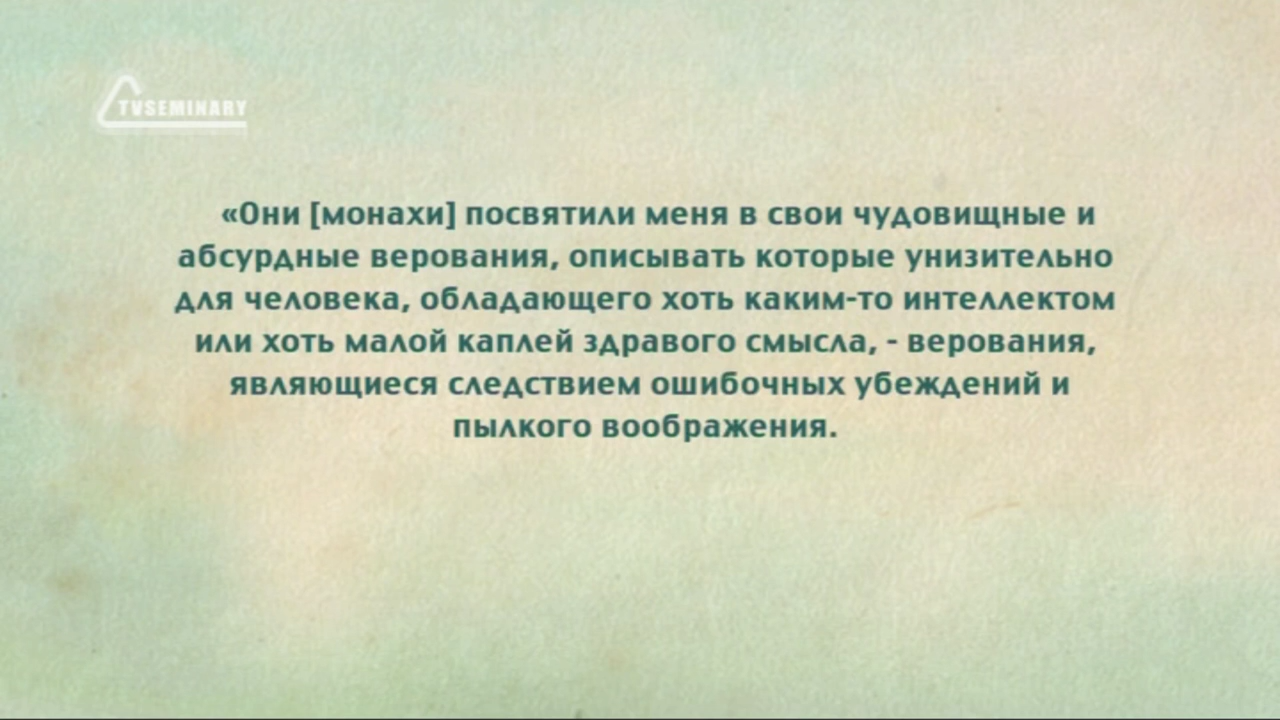 TVSEMINARY
«Они [монахи] посвятили меня в свои чудовищные и
абсурдные верования, описывать которые унизительно
для человека, обладающего хоть каким-то интеллектом
или хоть малой каплей здравого смысла, - верования,
являющиеся следствием ошибочных убеждений и
пылкого воображения.